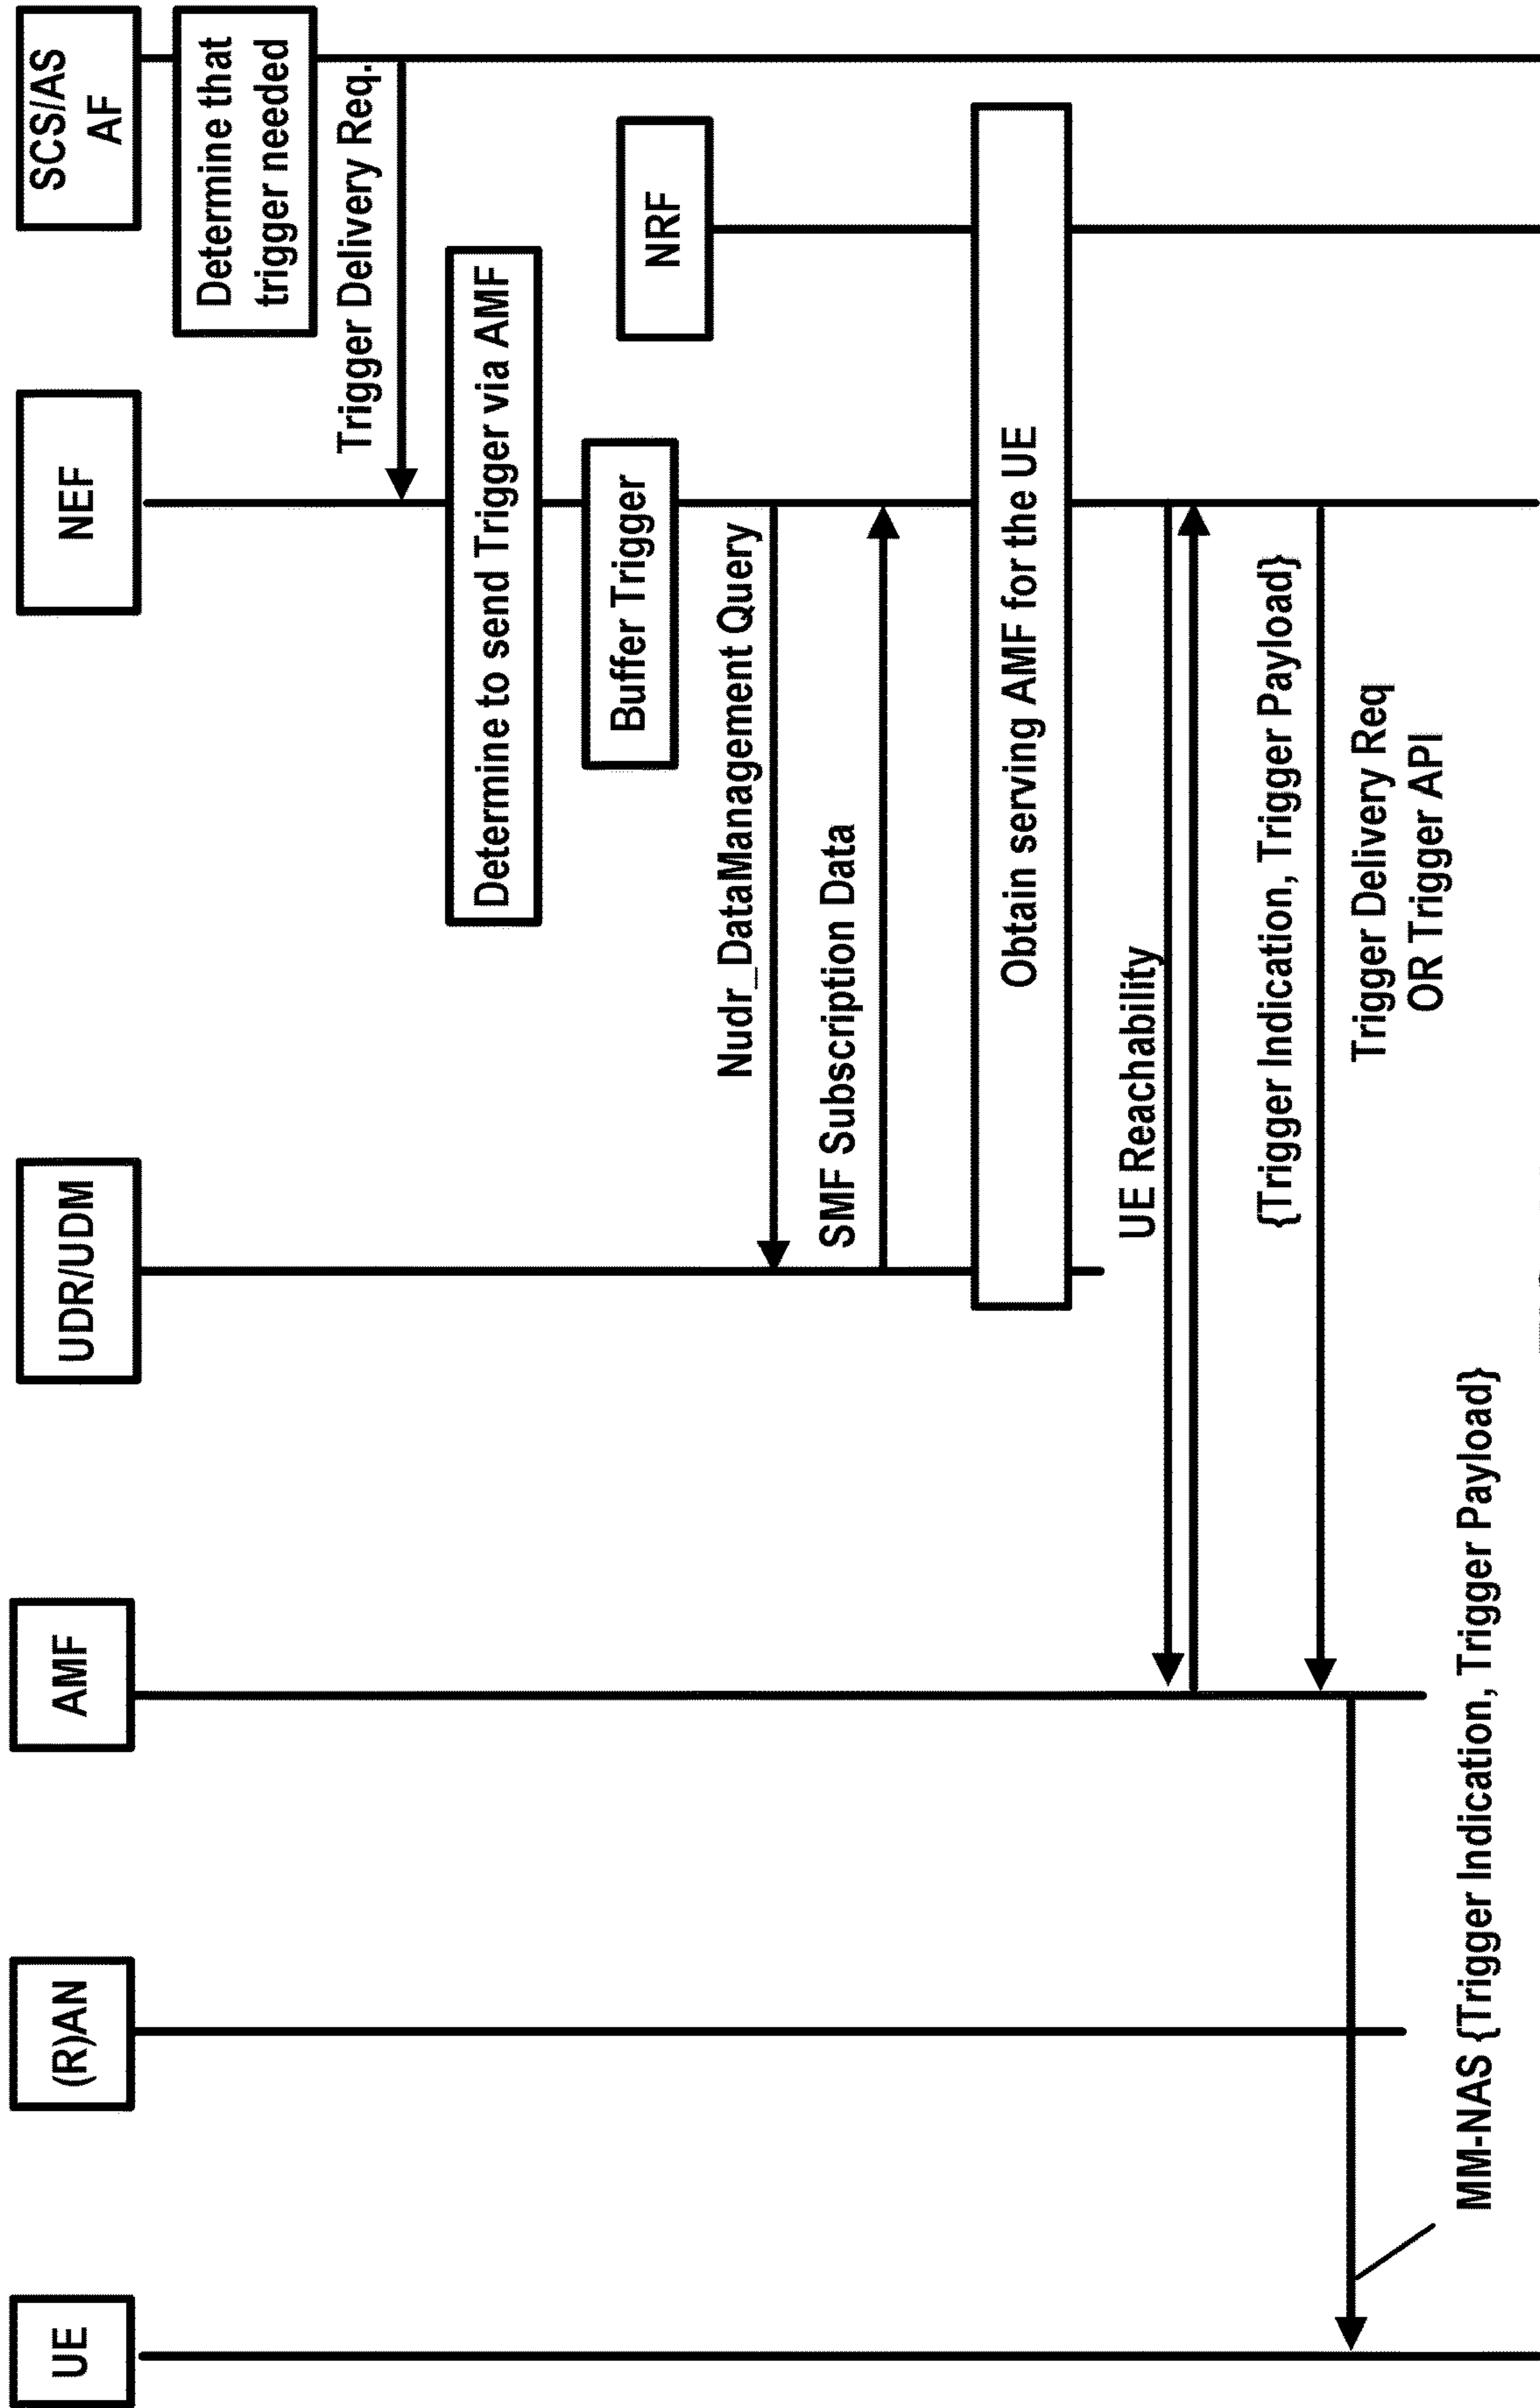 UE
(R)AN
AMF
UDR/UDM
NEF
SCS/AS
AF
Determine that
trigger needed
Trigger Delivery Req.
Determine to send Trigger via AMF
Buffer Trigger
NRF
Nudr_DataManagement Query
SMF Subscription Data
Obtain serving AMF for the UE
UE Reachability
{Trigger Indication, Trigger Payload}
Trigger Delivery Req
OR Trigger API
MM-NAS {Trigger Indication, Trigger Payload}